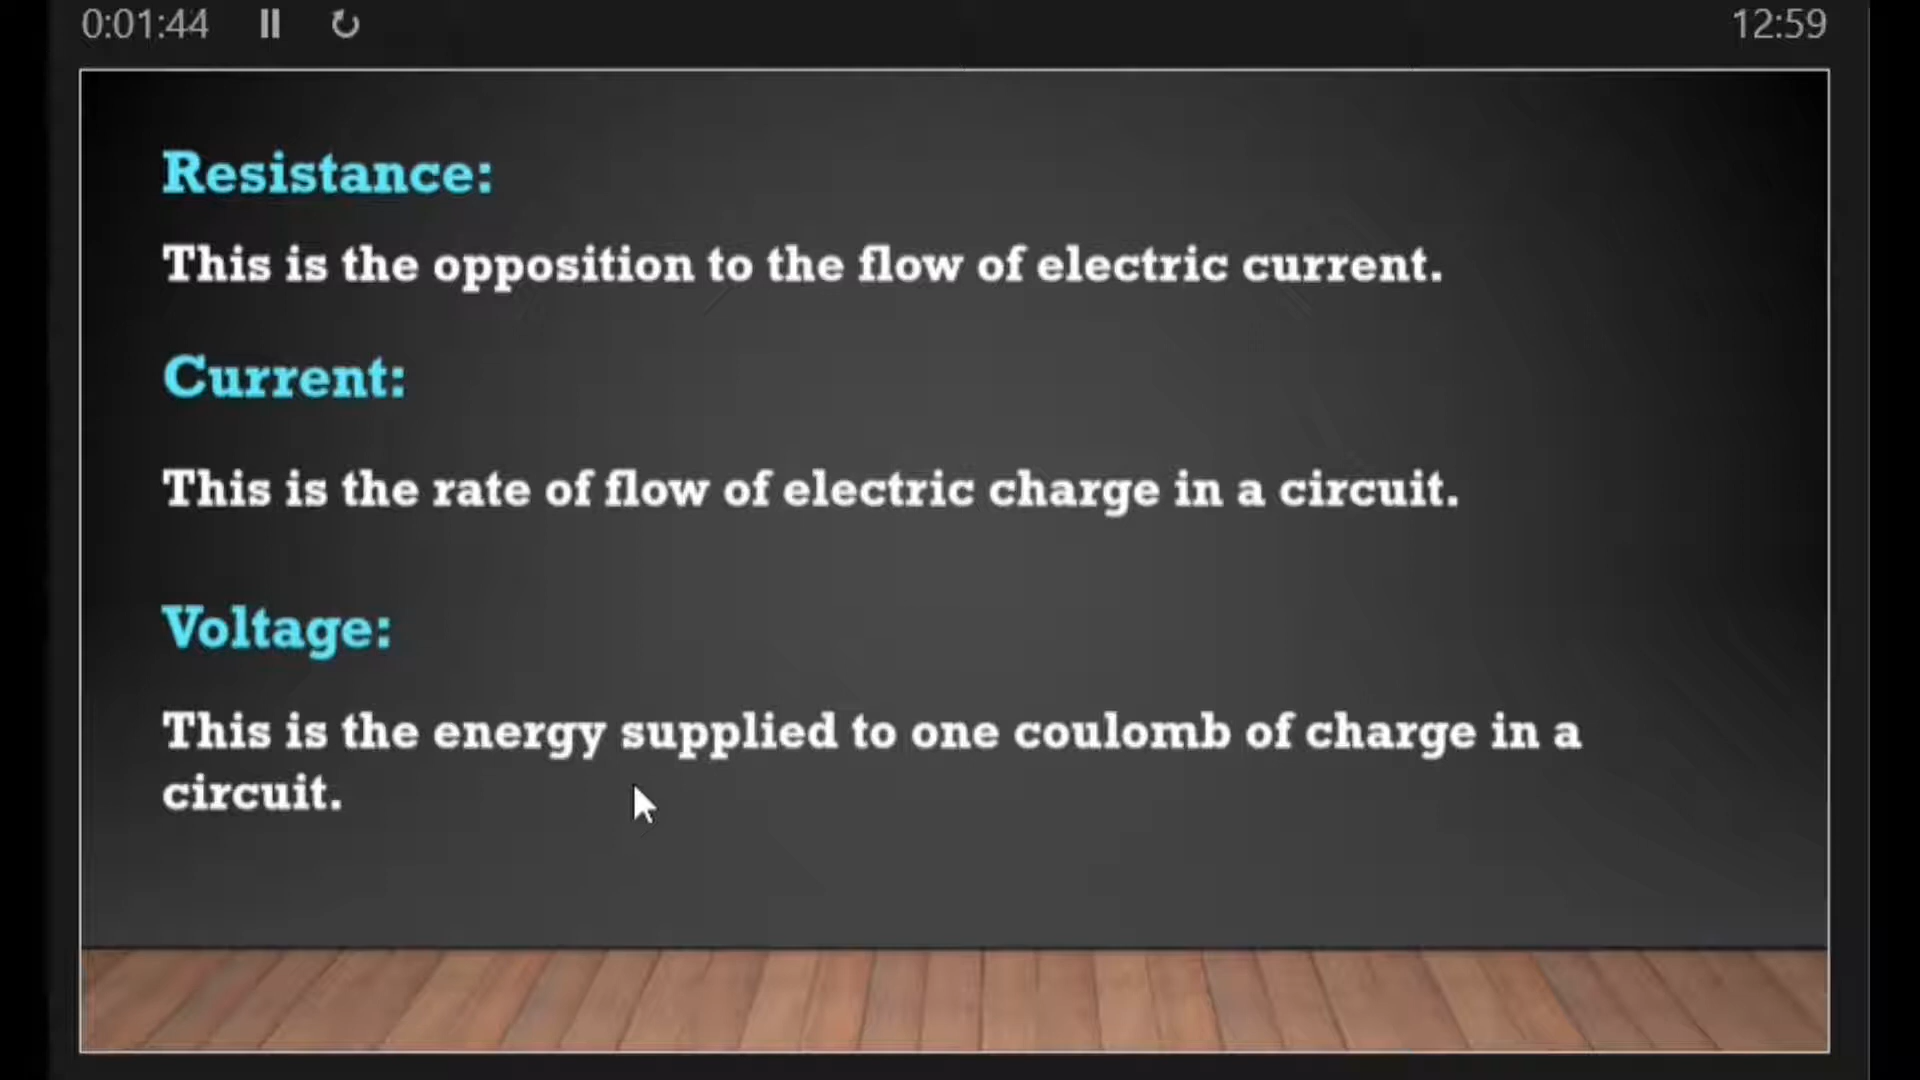 0:01:44
12:59
Resistance:
This is the opposition to the flow of electric current.
Current:
This is the rate of flow of electric charge in a circuit.
Voltage:
This is the energy supplied to one coulomb of charge in a
circuit.